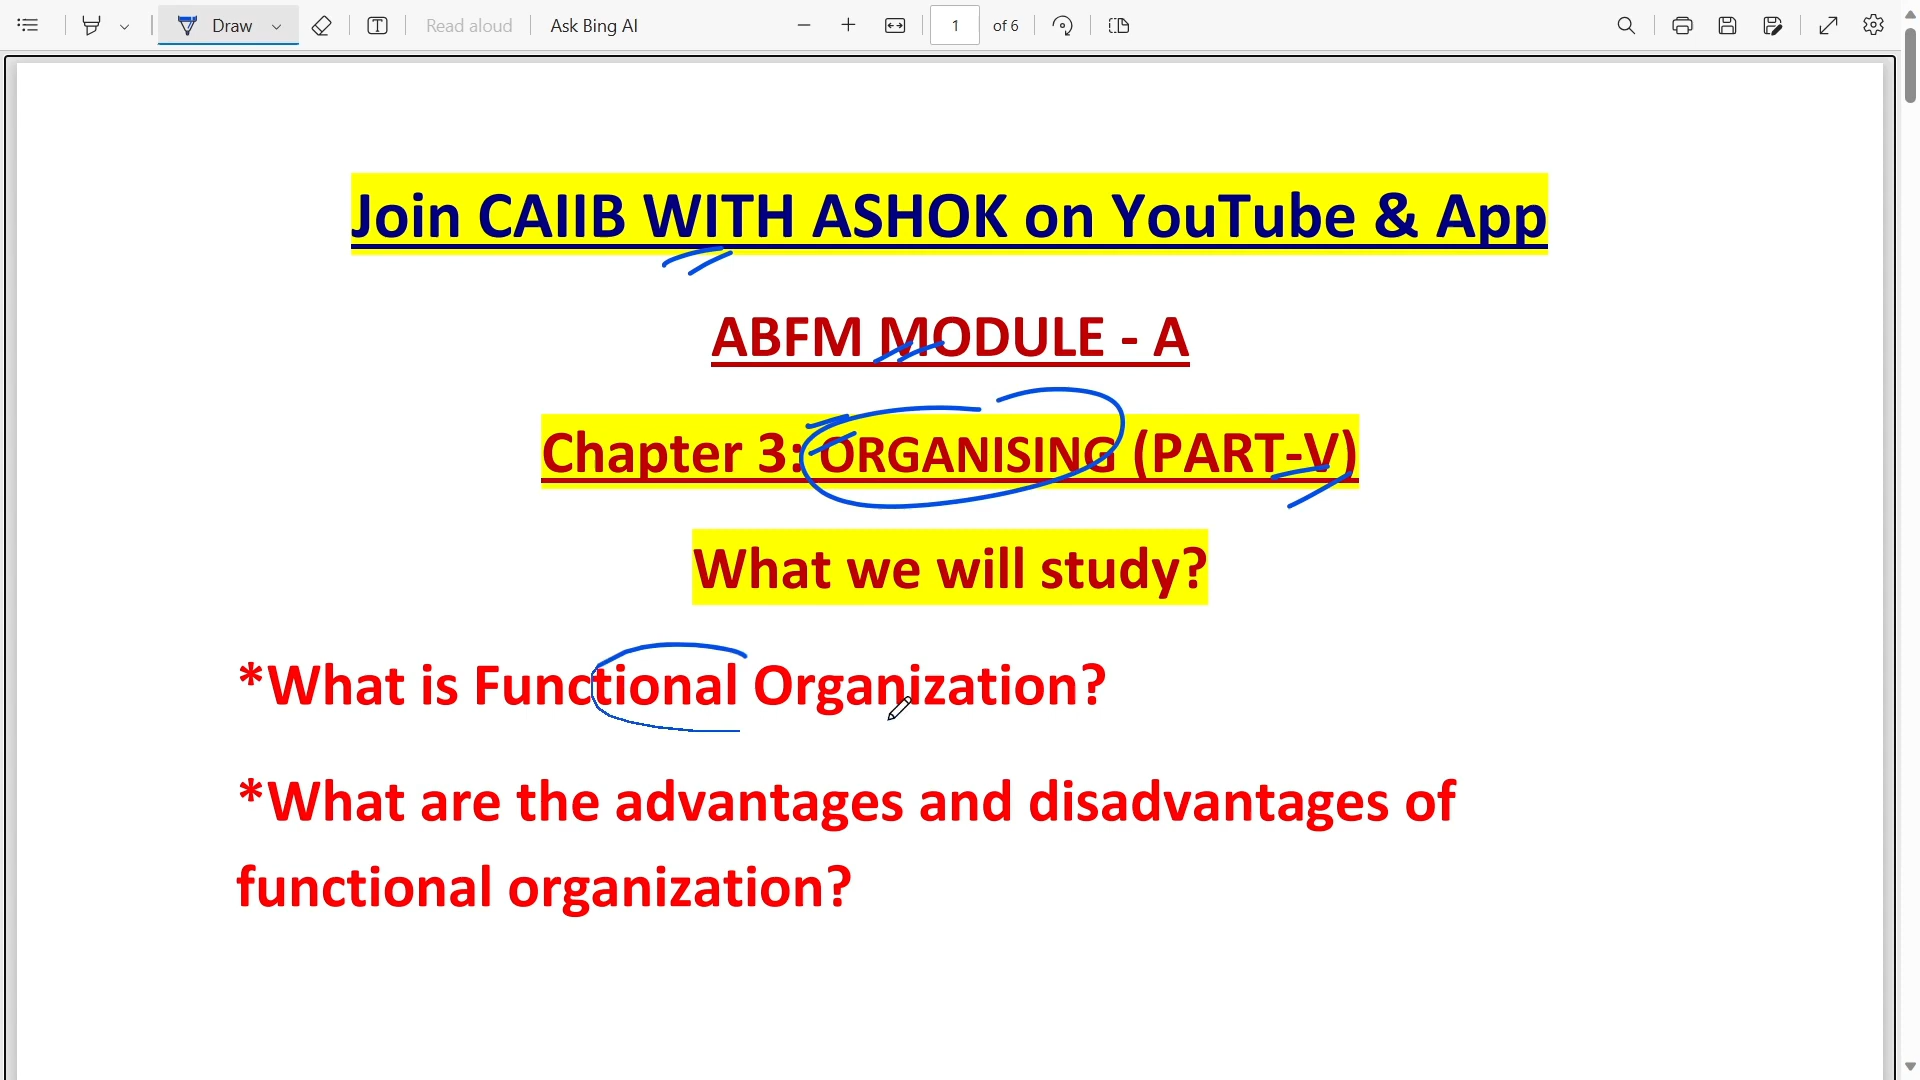 Draw Read aloud Ask Bing AI 1 of 6
Join CAIIB WITH ASHOK on YouTube & App
ABFM MODULE - A
Chapter 3: ORGANISING (PART-V)
What we will study?
*What is Functional Organization?
*What are the advantages and disadvantages of
functional organization?